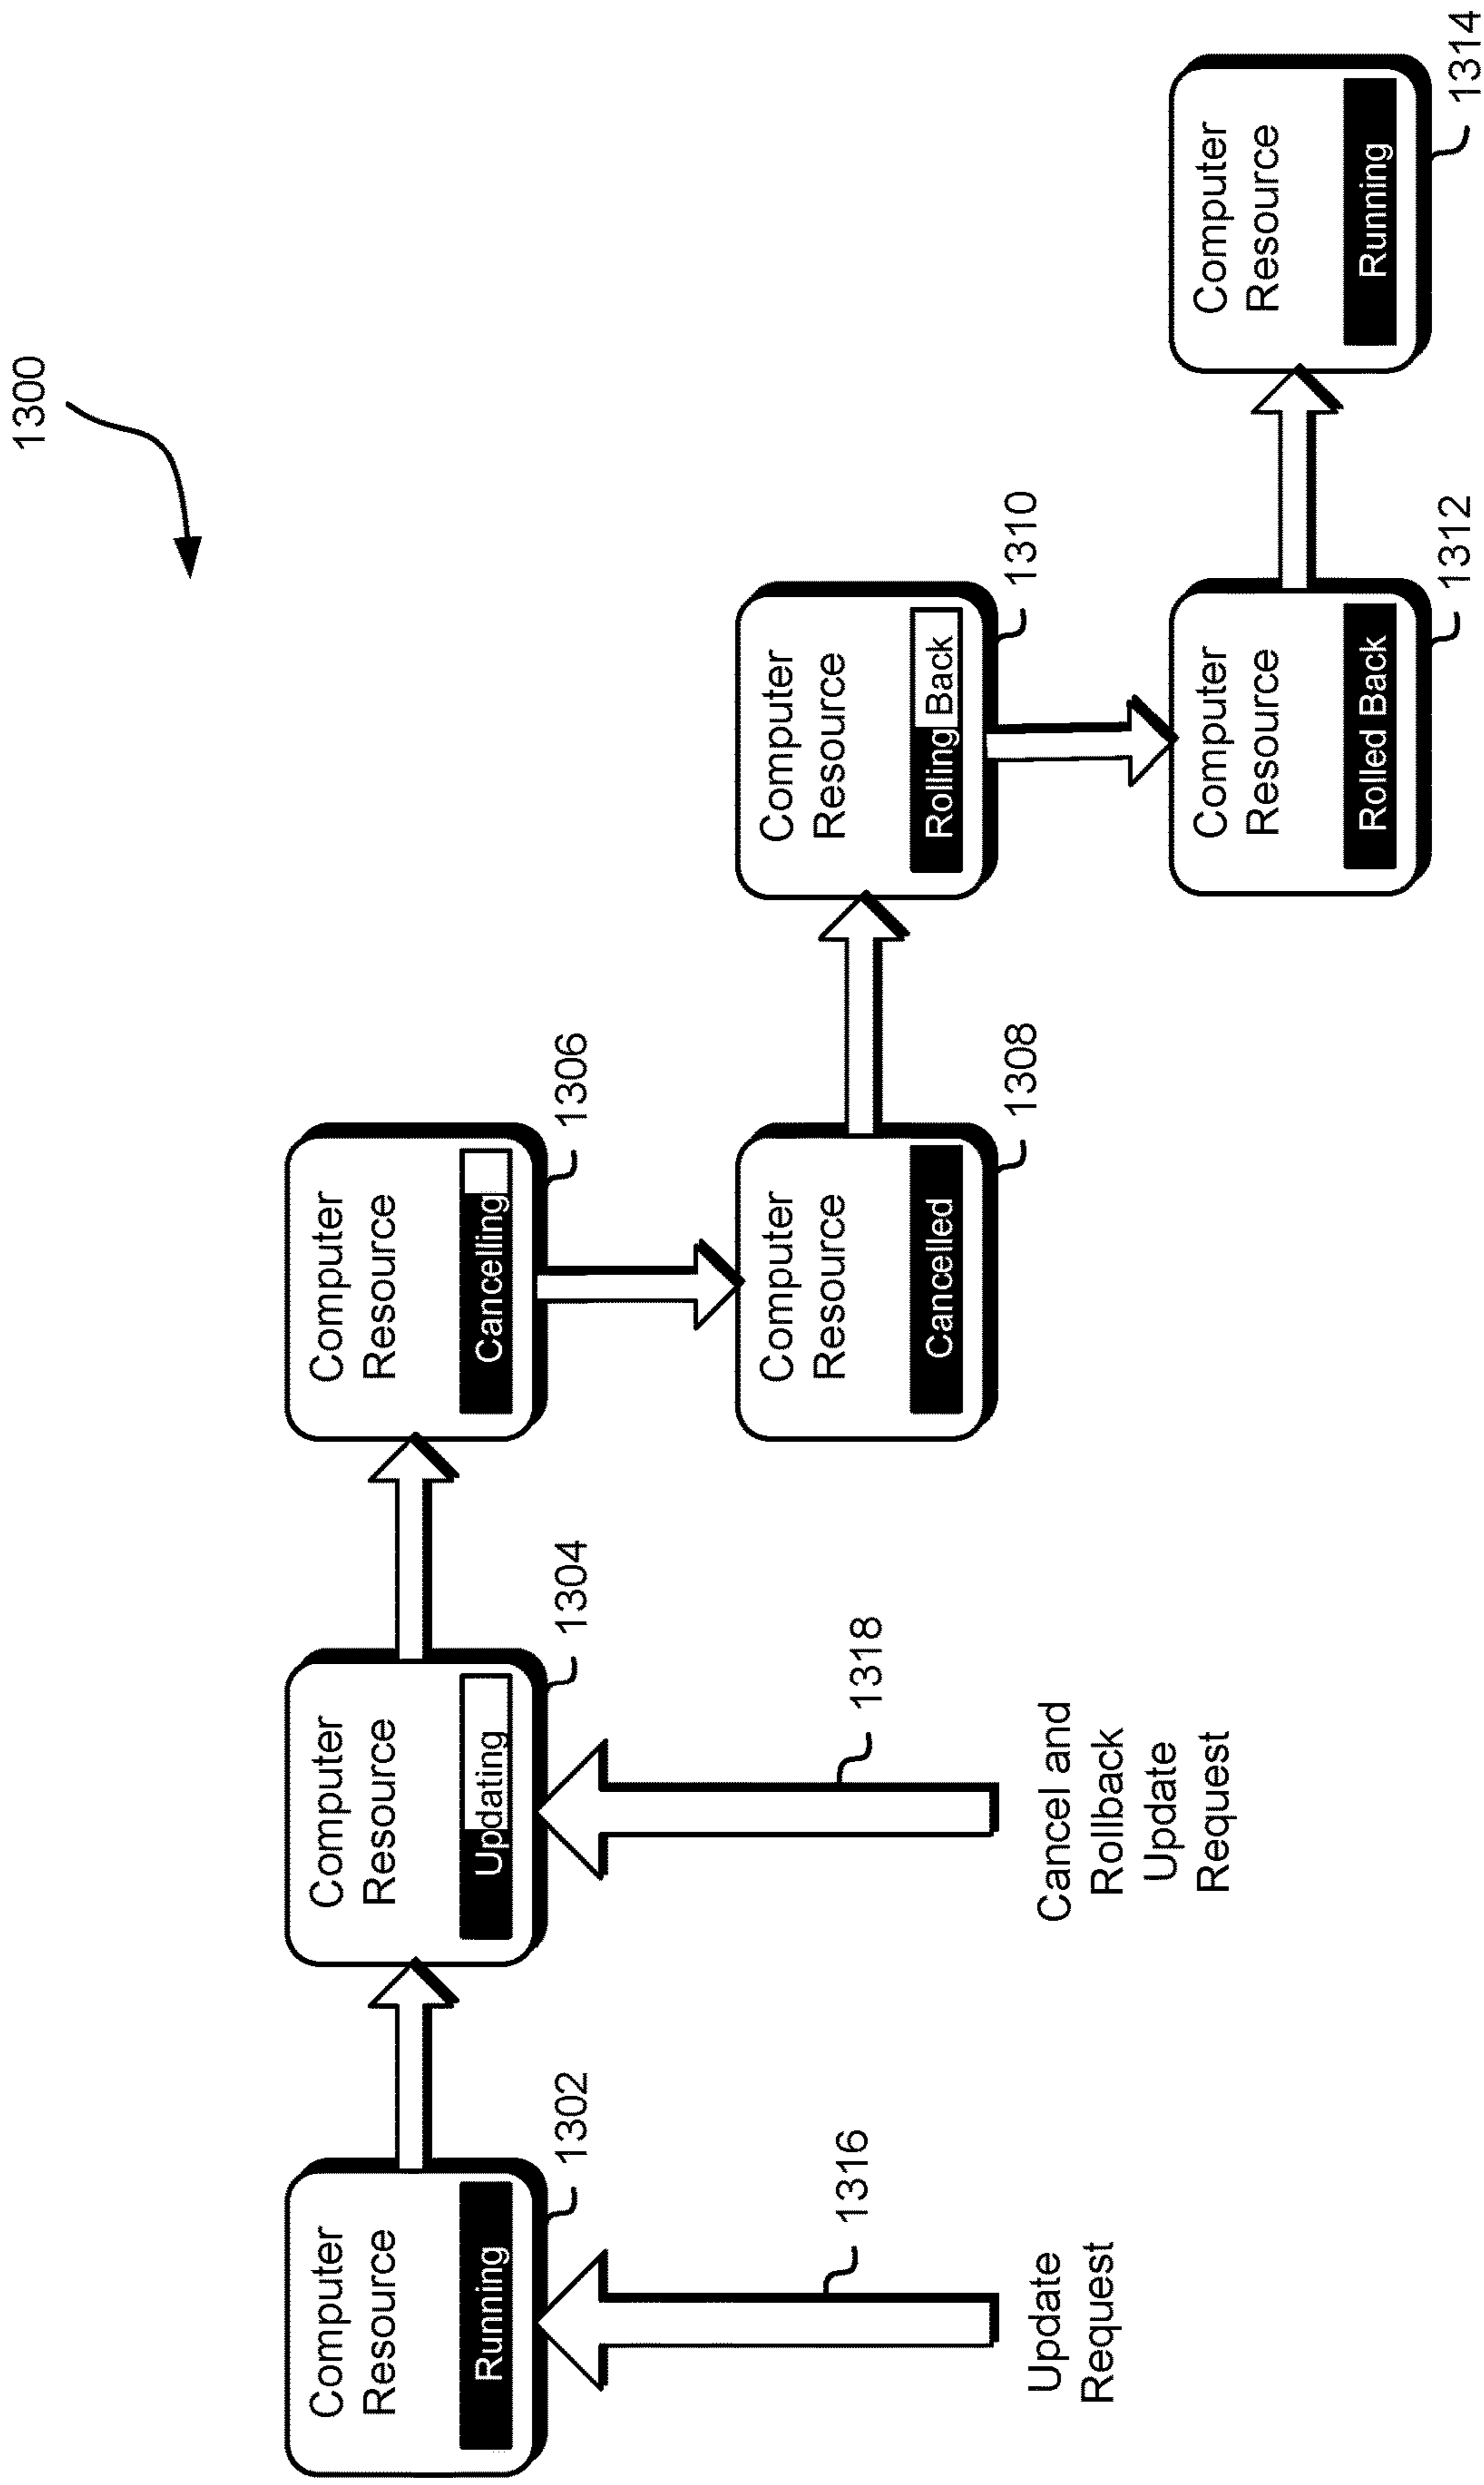 1300
Computer
Resource
Running
1302
Computer
Resource
Updating
1304
Computer
Resource
Cancelling
1306
Computer
Resource
Cancelled
1308
Computer
Resource
Rolling Back
1310
Computer
Resource
Rolled Back
1312
Computer
Resource
Running
1314
1316
Update
Request
1318
Cancel and
Rollback
Update
Request